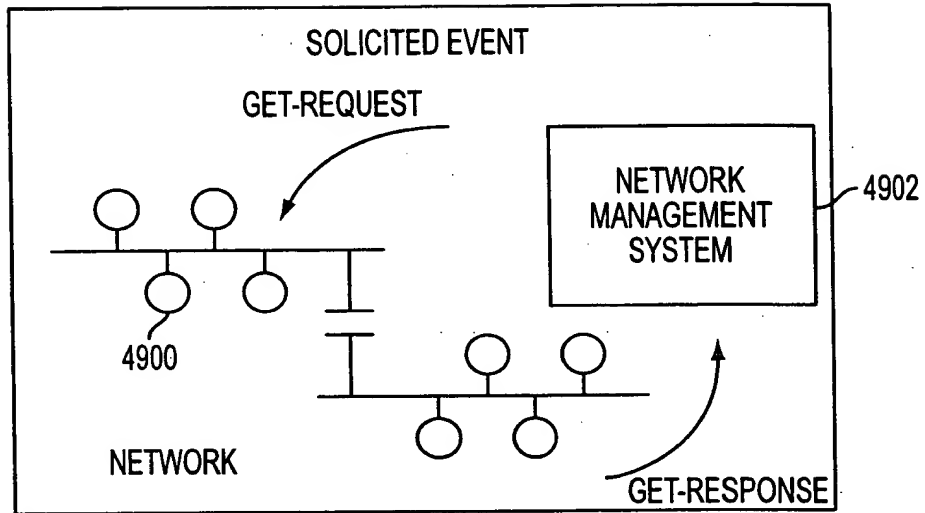 SOLICITED EVENT
GET-REQUEST
NETWORK
MANAGEMENT
SYSTEM
4902
4900
NETWORK
GET-RESPONSE